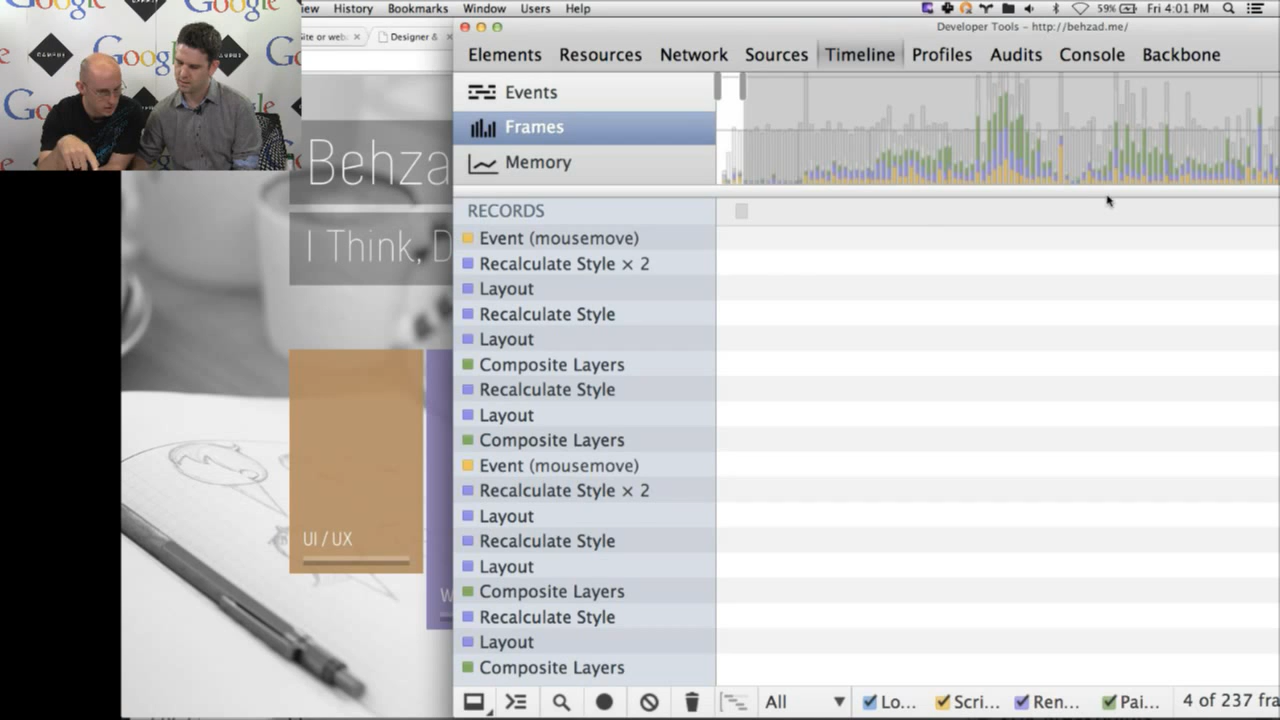 Google
CAMPUS
Google
iew History Bookmarks Window Users Help
59%
Fri 4:01 PM
site or webs
Designer &
Developer Tools – http://behzad.me/
Elements Resources Network Sources Timeline Profiles Audits Console Backbone
Events
Frames
Memory
Behza
I Think, D
UI / UX
W
RECORDS
Event (mousemove)
Recalculate Style × 2
Layout
Recalculate Style
Layout
Composite Layers
Recalculate Style
Layout
Composite Layers
Event (mousemove)
Recalculate Style × 2
Layout
Recalculate Style
Layout
Composite Layers
Recalculate Style
Layout
Composite Layers
All
Lo... Scri... Ren... Pai...
4 of 237 fra